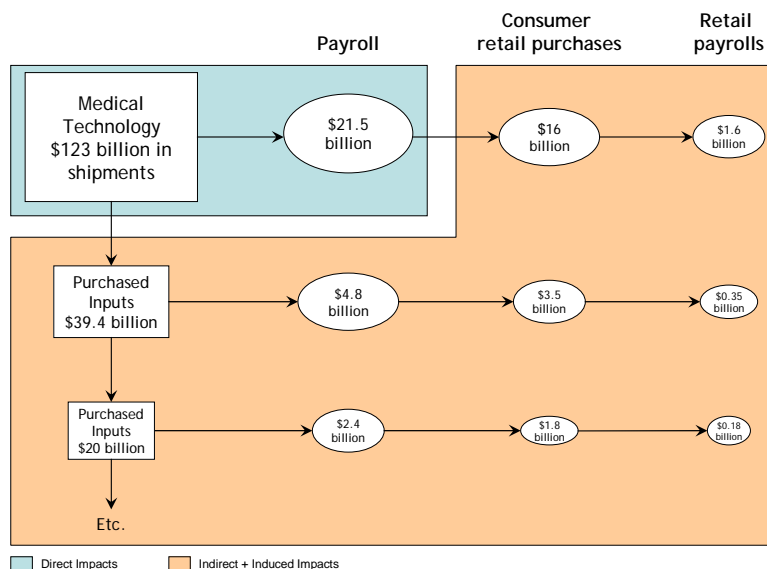 Payroll
Consumer
retail purchases
Retail
payrolls
Medical
Technology
$123 billion in
shipments
$21.5
billion
$16
billion
$1.6
billion
Purchased
Inputs
$39.4 billion
$4.8
billion
$3.5
billion
$0.35
billion
Purchased
Inputs
$20 billion
$2.4
billion
$1.8
billion
$0.18
billion
Etc.
Direct Impacts
Indirect + Induced Impacts